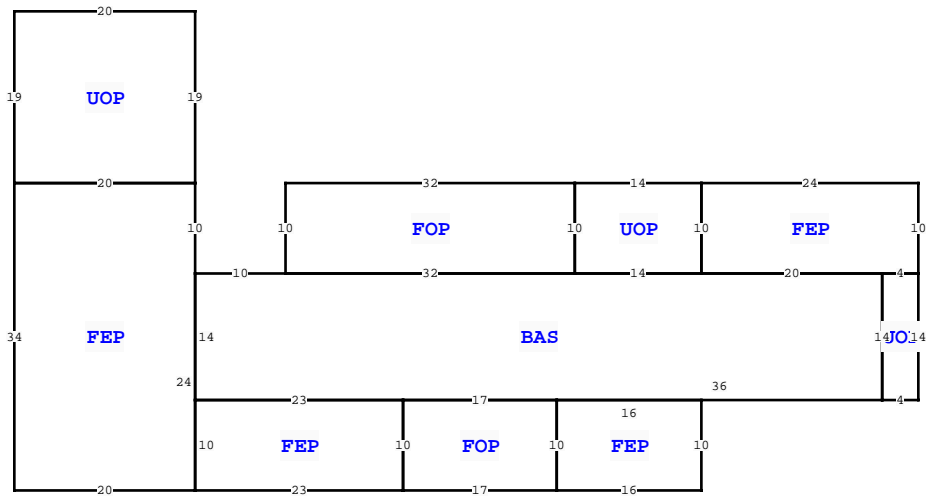 20
19 UOP 19
20 32 14 24
10 10 FOP 10 UOP 10 FEP 10
10 32 14 20 4
34 FEP 14 BAS 14 14
24 36
23 17 16 4
10 FEP 10 FOP 10 FEP 10
20 23 17 16